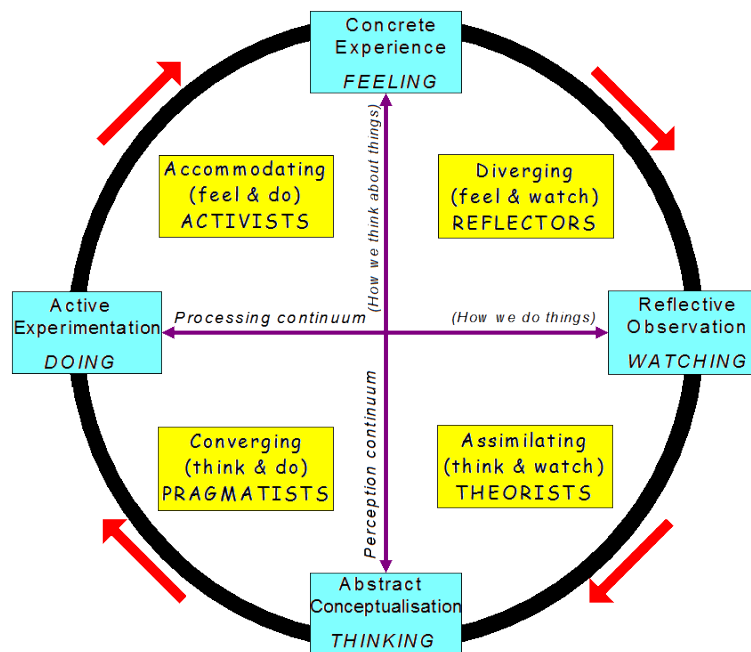 Concrete
Experience
FEELING
Accommodating
(feel & do)
ACTIVISTS
(How we think about things)
Diverging
(feel & watch)
REFLECTORS
Active
Experimentation
DOING
Processing continuum
(How we do things)
Reflective
Observation
WATCHING
Converging
(think & do)
PRAGMATISTS
Perception continuum
Assimilating
(think & watch)
THEORISTS
Abstract
Conceptualisation
THINKING